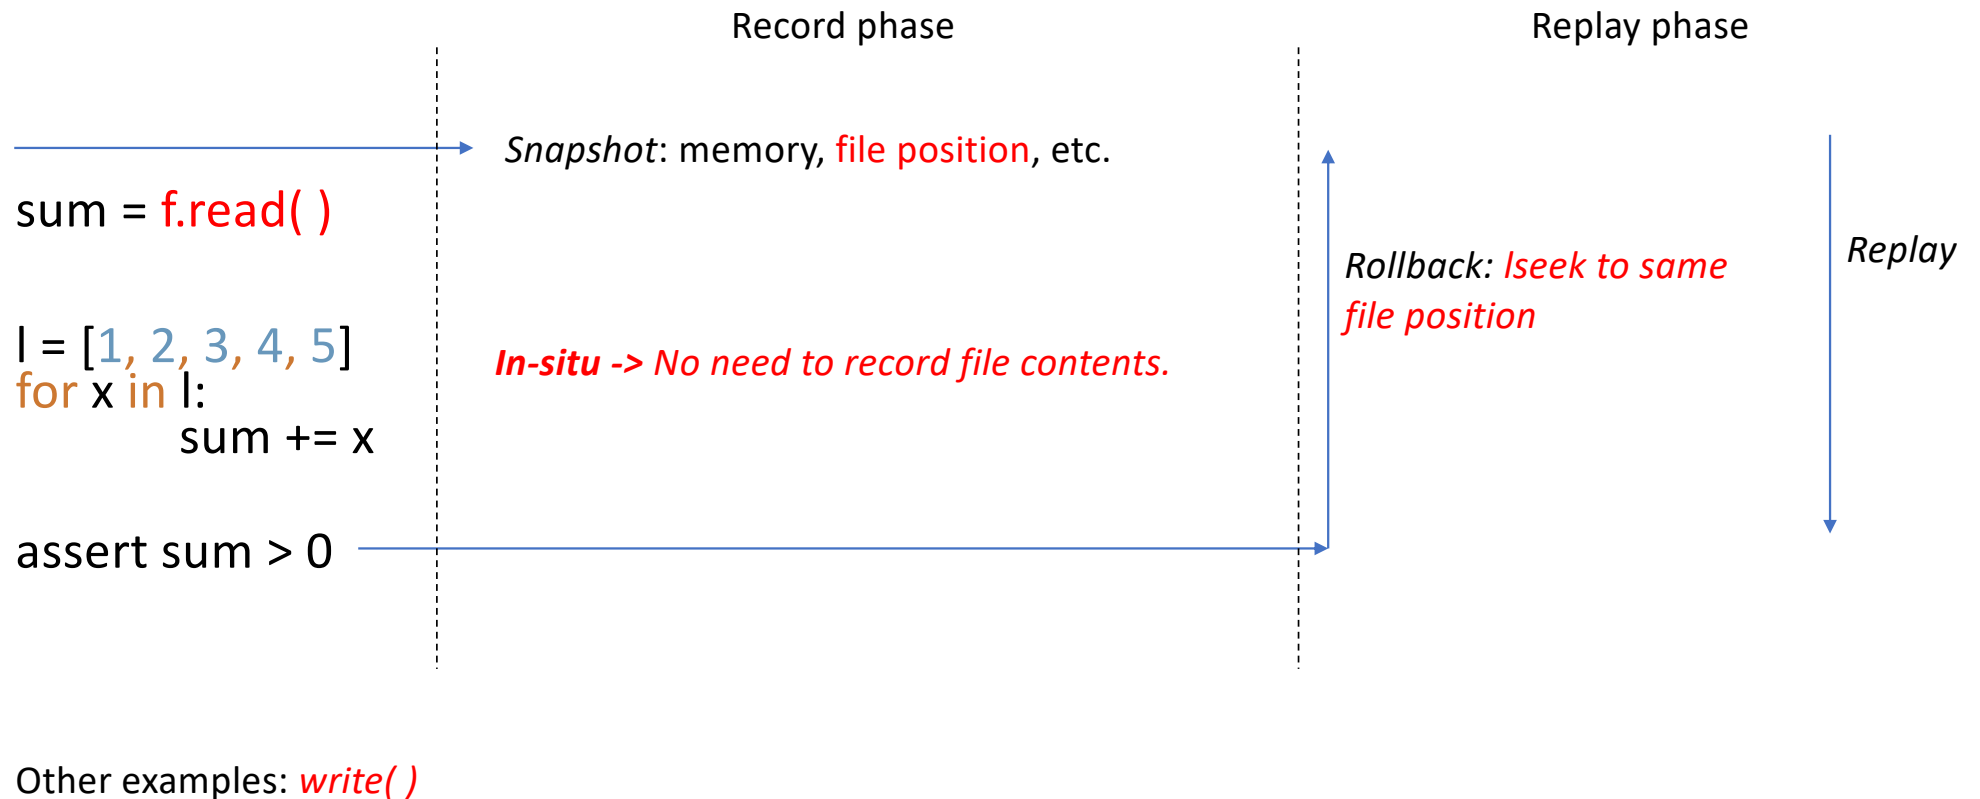 Record phase
Replay phase
Snapshot: memory, file position, etc.
sum = f.read( )
Rollback: lseek to same
file position
Replay
l = [1, 2, 3, 4, 5]
for x in l:
sum += x
In-situ -> No need to record file contents.
assert sum > 0
Other examples: write( )